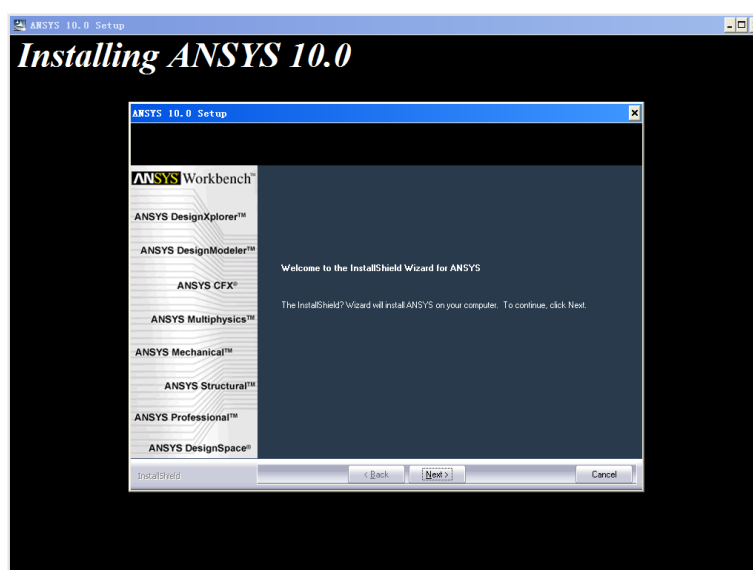 ANSYS 10.0 Setup
Installing ANSYS 10.0
ANSYS 10.0 Setup
ANSYS Workbench™
ANSYS DesignXplorer™
ANSYS DesignModeler™
ANSYS CFX®
ANSYS Multiphysics™
ANSYS Mechanical™
ANSYS Structural™
ANSYS Professional™
ANSYS DesignSpace®
Welcome to the InstallShield Wizard for ANSYS
The InstallShield? Wizard will install ANSYS on your computer. To continue, click Next.
InstallShield
< Back
Next >
Cancel